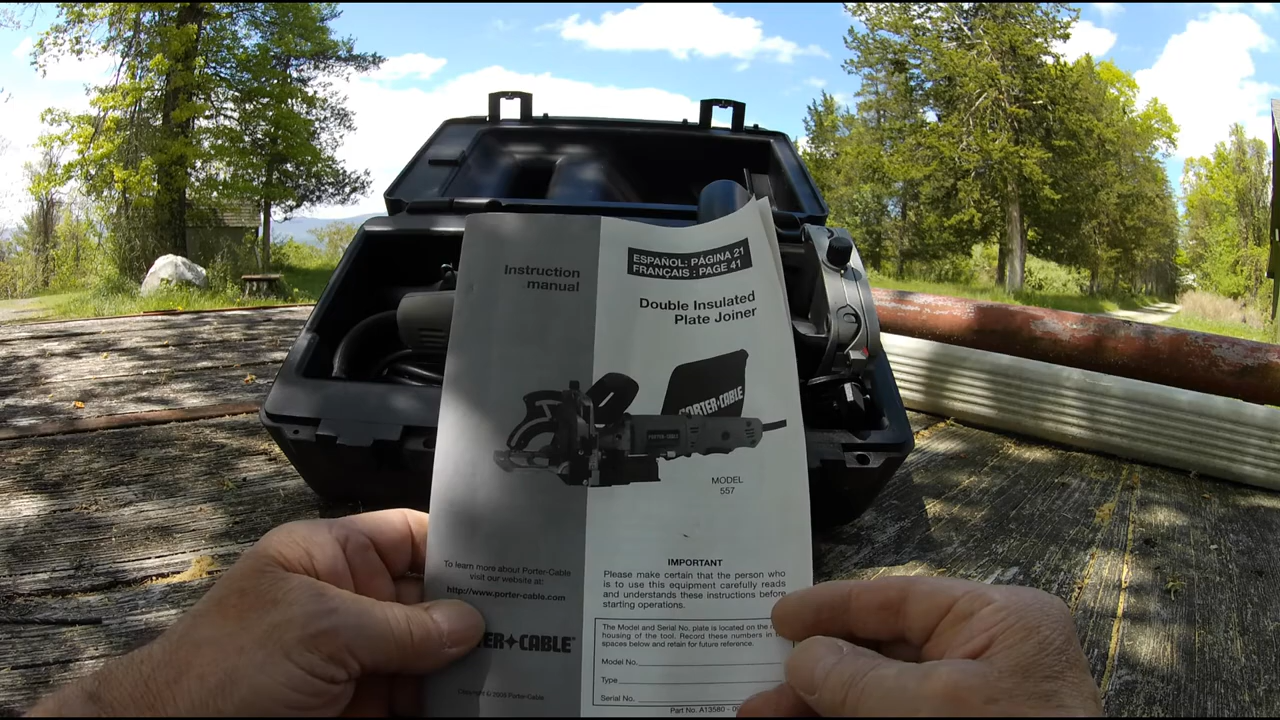 Instruction
manual
ESPAÑOL: PÁGINA 21
FRANÇAIS : PAGE 41
Double Insulated
Plate Joiner
PORTER+CABLE
PORTER+CABLE
MODEL
557
To learn more about Porter-Cable
visit our website at:
http://www.porter-cable.com
IMPORTANT
Please make certain that the person who
is to use this equipment carefully reads
and understands these instructions before
starting operations.
The Model and Serial No. plate is located on the
housing of the tool. Record these numbers in
spaces below and retain for future reference.
Model No.
Type
Serial No.
TER+CABLE
Part No. A13580 - 0